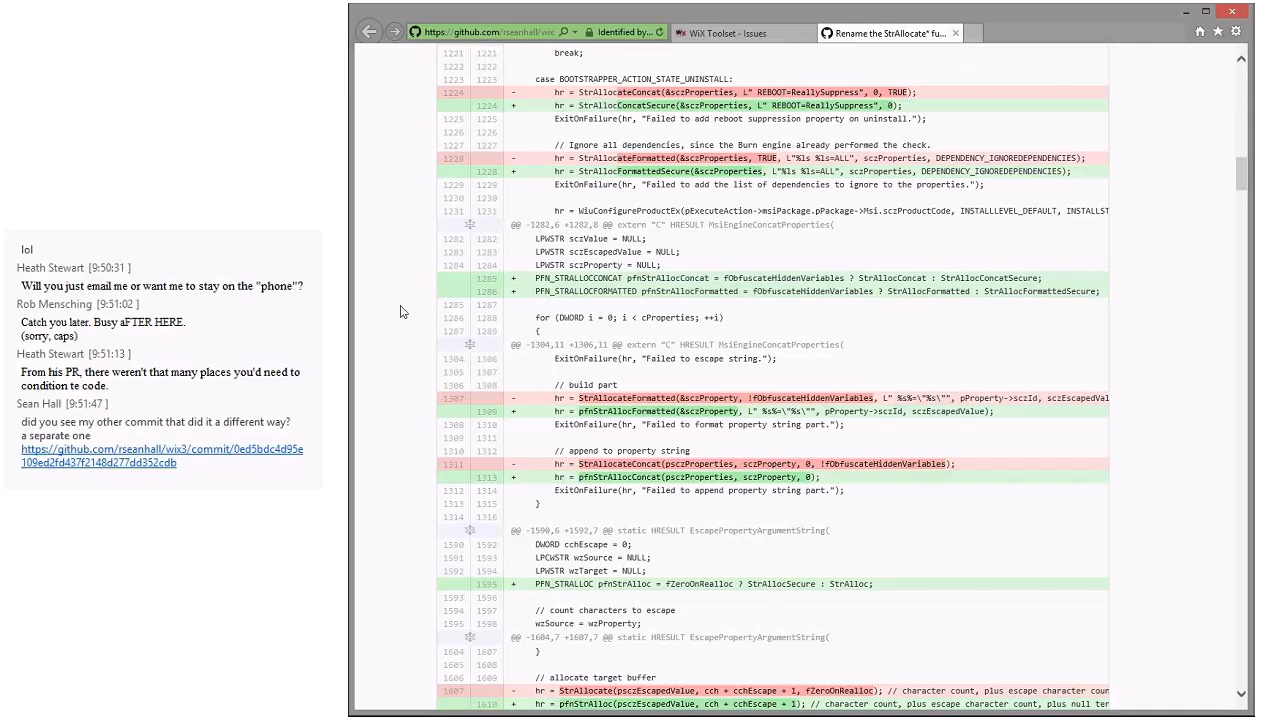 lol
Heath Stewart [9:50:31 ]
Will you just email me or want me to stay on the "phone"?
Rob Mensching [9:51:02 ]
Catch you later. Busy aFTER HERE.
(sorry, caps)
Heath Stewart [9:51:13 ]
From his PR, there weren't that many places you'd need to
condition te code.
Sean Hall [9:51:47 ]
did you see my other commit that did it a different way?
a separate one
https://github.com/rseanhall/wix3/commit/0ed5bdc4d95e
109ed2fd437f2148d277dd352cdb
https://github.com/rseanhall/wix: Identified by... WiX Toolset - Issues Rename the StrAllocate* fu...
1221 1221 break;
1222 1222
1223 1223 case BOOTSTRAPPER_ACTION_STATE_UNINSTALL:
1224 - hr = StrAllocateConcat(&sczProperties, L" REBOOT=ReallySuppress", 0, TRUE);
1224 + hr = StrAllocConcatSecure(&sczProperties, L" REBOOT=ReallySuppress", 0);
1225 1225 ExitOnFailure(hr, "Failed to add reboot suppression property on uninstall.");
1226 1226
1227 1227 // Ignore all dependencies, since the Burn engine already performed the check.
1228 - hr = StrAllocateFormatted(&sczProperties, TRUE, L"%ls %ls=ALL", sczProperties, DEPENDENCY_IGNOREDEPENDENCIES);
1228 + hr = StrAllocFormattedSecure(&sczProperties, L"%ls %ls=ALL", sczProperties, DEPENDENCY_IGNOREDEPENDENCIES);
1229 1229 ExitOnFailure(hr, "Failed to add the list of dependencies to ignore to the properties.");
1230 1230
1231 1231 hr = WiuConfigureProductEx(pExecuteAction->msiPackage.pPackage->Msi.sczProductCode, INSTALLLEVEL_DEFAULT, INSTALLST
@@ -1282,6 +1282,8 @@ extern "C" HRESULT MsiEngineConcatProperties(
1282 1282 LPWSTR sczValue = NULL;
1283 1283 LPWSTR sczEscapedValue = NULL;
1284 1284 LPWSTR sczProperty = NULL;
1285 + PFN_STRALLOCCONCAT pfnStrAllocConcat = fObfuscateHiddenVariables ? StrAllocConcat : StrAllocConcatSecure;
1286 + PFN_STRALLOCFORMATTED pfnStrAllocFormatted = fObfuscateHiddenVariables ? StrAllocFormatted : StrAllocFormattedSecure;
1285 1287
1286 1288 for (DWORD i = 0; i < cProperties; ++i)
1287 1289 {
@@ -1304,11 +1306,11 @@ extern "C" HRESULT MsiEngineConcatProperties(
1304 1306 ExitOnFailure(hr, "Failed to escape string.");
1305 1307
1306 1308 // build part
1307 - hr = StrAllocateFormatted(&sczProperty, !fObfuscateHiddenVariables, L" %s%=\"%s\"", pProperty->sczId, sczEscapedVal
1309 + hr = pfnStrAllocFormatted(&sczProperty, L" %s%=\"%s\"", pProperty->sczId, sczEscapedValue);
1308 1310 ExitOnFailure(hr, "Failed to format property string part.");
1309 1311
1310 1312 // append to property string
1311 - hr = StrAllocateConcat(psczProperties, sczProperty, 0, !fObfuscateHiddenVariables);
1313 + hr = pfnStrAllocConcat(psczProperties, sczProperty, 0);
1312 1314 ExitOnFailure(hr, "Failed to append property string part.");
1313 1315 }
1314 1316
@@ -1590,6 +1592,7 @@ static HRESULT EscapePropertyArgumentString(
1590 1592 DWORD cchEscape = 0;
1591 1593 LPCWSTR wzSource = NULL;
1592 1594 LPWSTR wzTarget = NULL;
1595 + PFN_STRALLOC pfnStrAlloc = fZeroOnRealloc ? StrAllocSecure : StrAlloc;
1593 1596
1594 1597 // count characters to escape
1595 1598 wzSource = wzProperty;
@@ -1604,7 +1607,7 @@ static HRESULT EscapePropertyArgumentString(
1604 1607 }
1605 1608
1606 1609 // allocate target buffer
1607 - hr = StrAllocate(psczEscapedValue, cch + cchEscape + 1, fZeroOnRealloc); // character count, plus escape character coun
1610 + hr = pfnStrAlloc(psczEscapedValue, cch + cchEscape + 1); // character count, plus escape character count, plus null ter